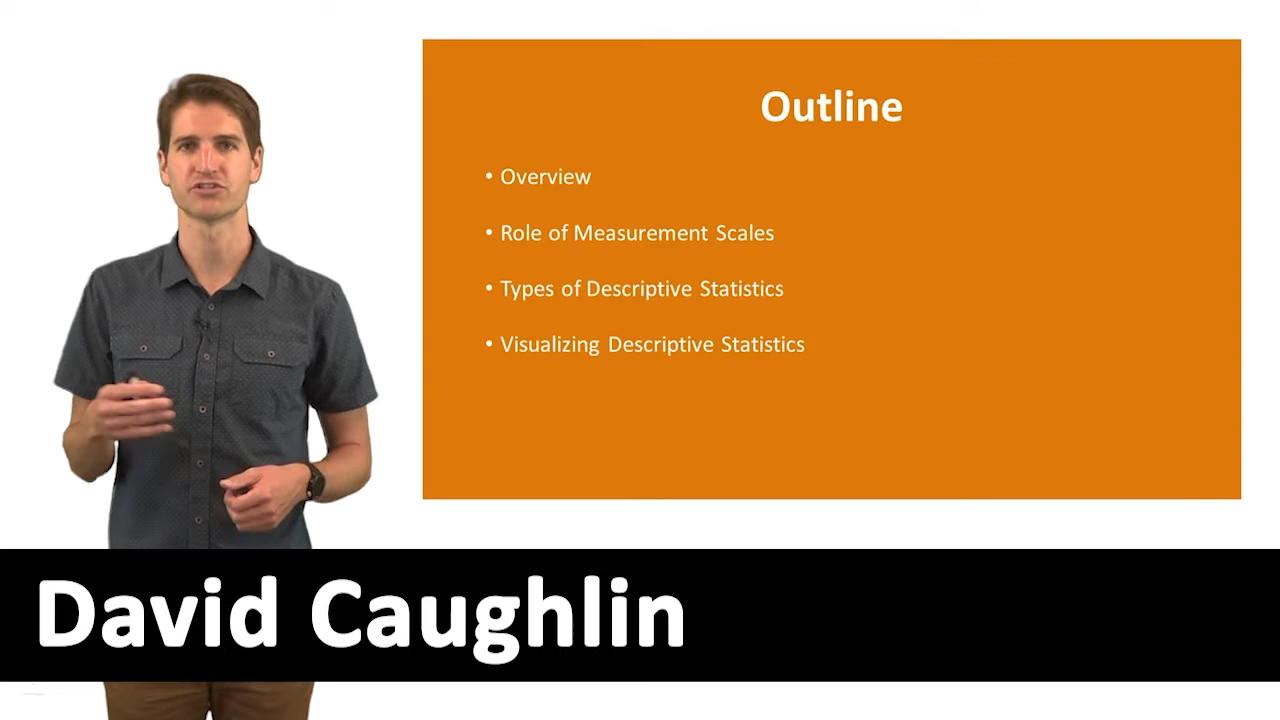 Outline
• Overview
• Role of Measurement Scales
• Types of Descriptive Statistics
• Visualizing Descriptive Statistics
David Caughlin